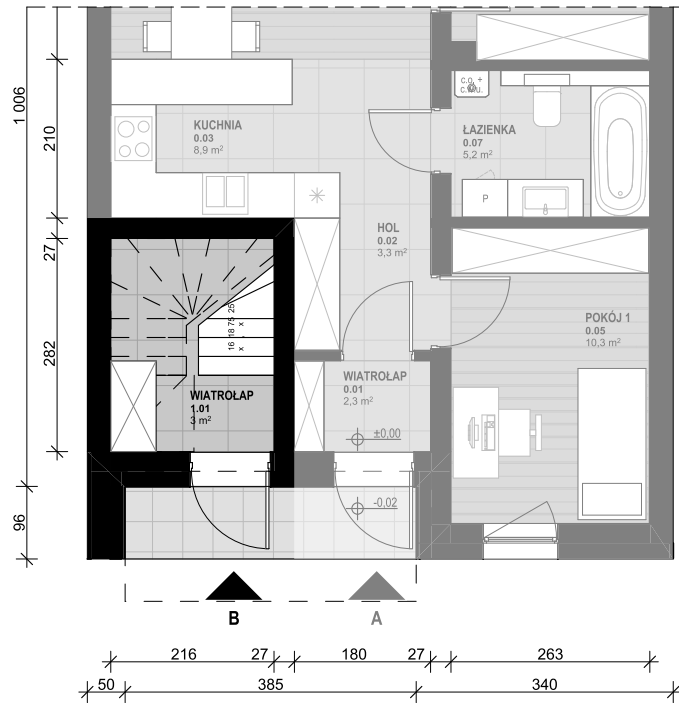 c.o. +
c.w.u.
KUCHNIA
0.03
8,9 m²
ŁAZIENKA
0.07
5,2 m²
P
HOL
0.02
3,3 m²
16 x 18,75 x 25
POKÓJ 1
0.05
10,3 m²
WIATROŁAP
1.01
3 m²
WIATROŁAP
0.01
2,3 m²
±0,00
-0,02
B
A
1 006
210
27
282
96
216
27
180
27
263
50
385
340